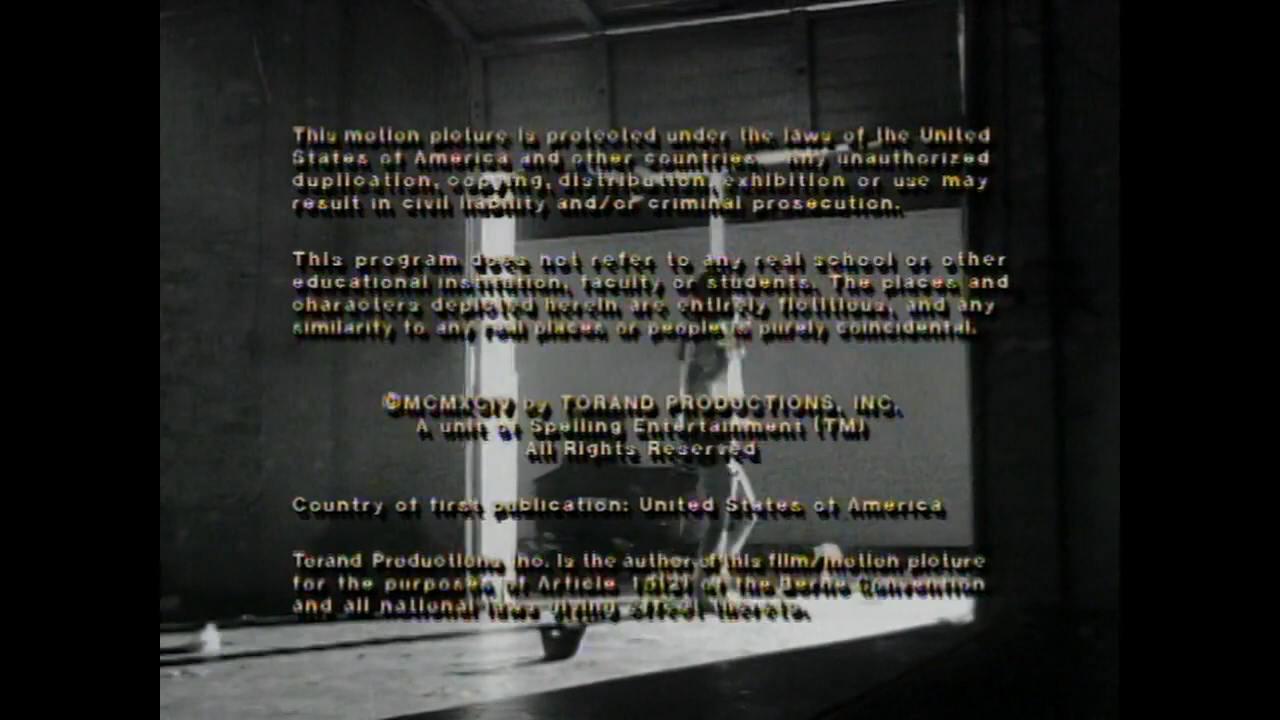 This motion picture is protected under the laws of the United
States of America and other countries. Any unauthorized
duplication, copying, distribution, exhibition or use may
result in civil liability and/or criminal prosecution.
This program does not refer to any real school or other
educational institution, faculty or students. The places and
characters depicted herein are entirely fictitious, and any
similarity to any real places or people is purely coincidental.
©MCMXCIV by TORAND PRODUCTIONS, INC.
A unit of Spelling Entertainment (TM)
All Rights Reserved
Country of first publication: United States of America
Torand Productions Inc. is the author of this film/motion picture
for the purposes of Article 15(2) of the Berne Convention
and all national laws giving effect thereto.